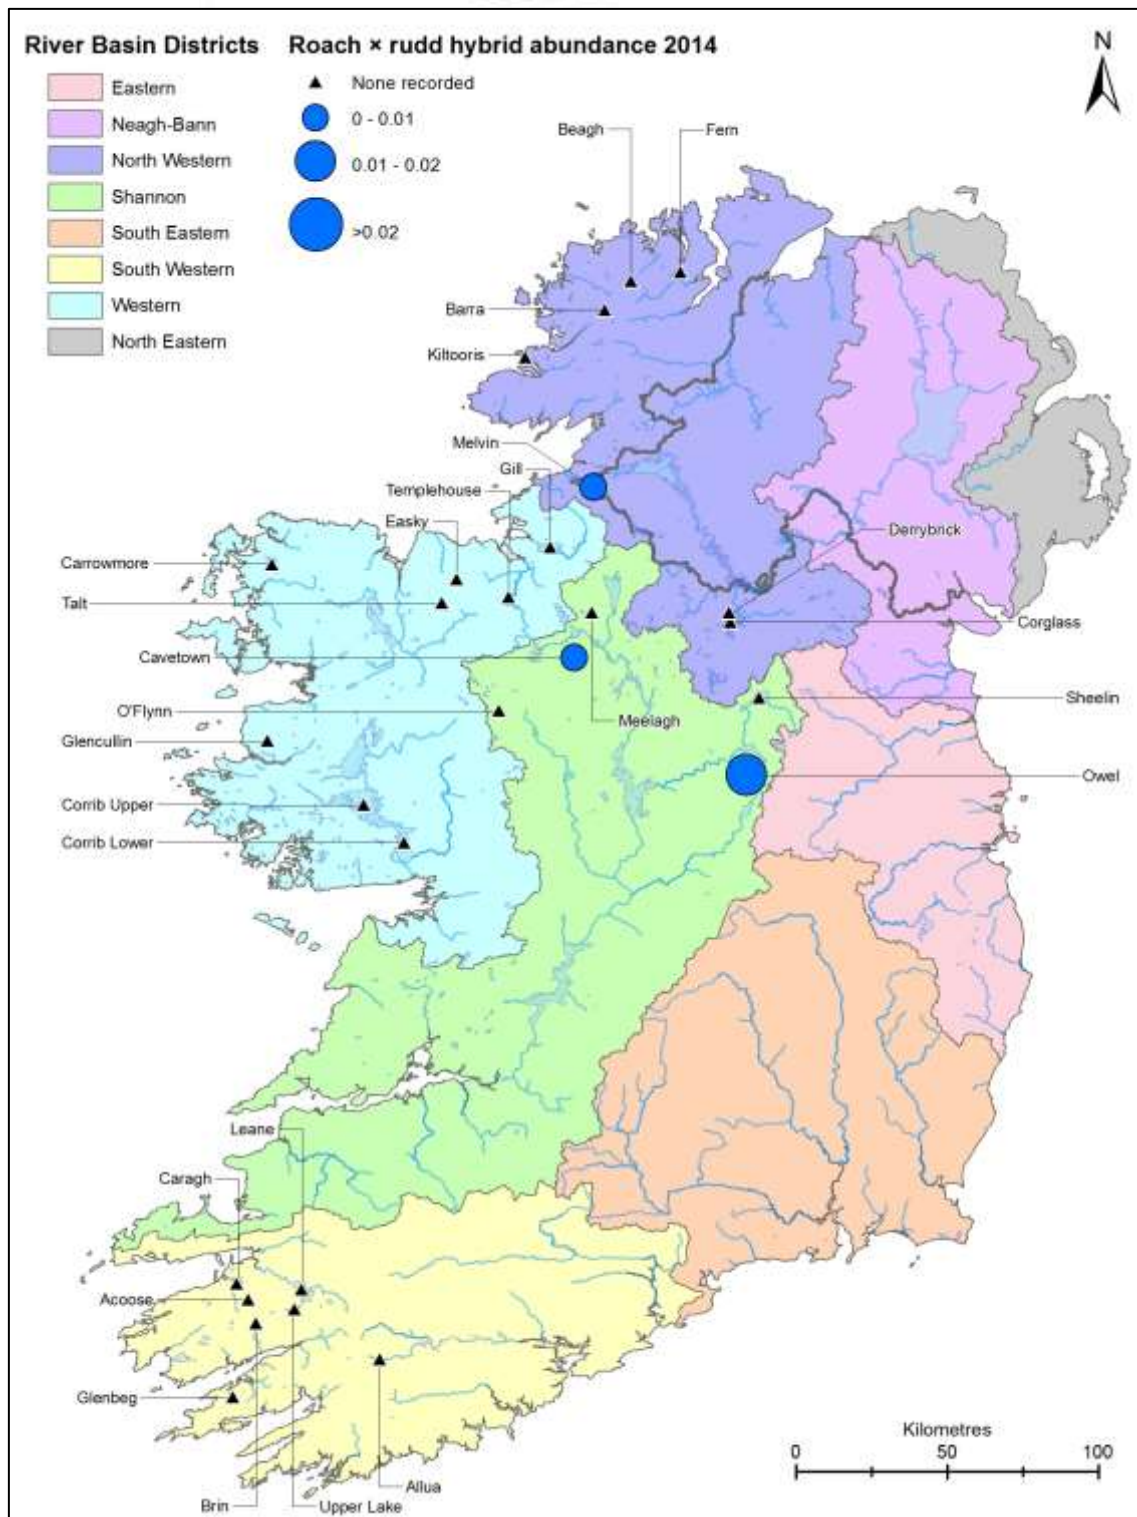 River Basin Districts
Eastern
Neagh-Bann
North Western
Shannon
South Eastern
South Western
Western
North Eastern
Roach × rudd hybrid abundance 2014
None recorded
0 - 0.01
0.01 - 0.02
>0.02
N
Beagh
Fern
Barra
Kiltooris
Melvin
Gill
Templehouse
Easky
Derrybrick
Carrowmore
Talt
Corglass
Cavetown
Sheelin
O'Flynn
Meelagh
Glencullin
Owel
Corrib Upper
Corrib Lower
Leane
Caragh
Acoose
Glenbeg
Kilometres
0 50 100
Allua
Brin
Upper Lake